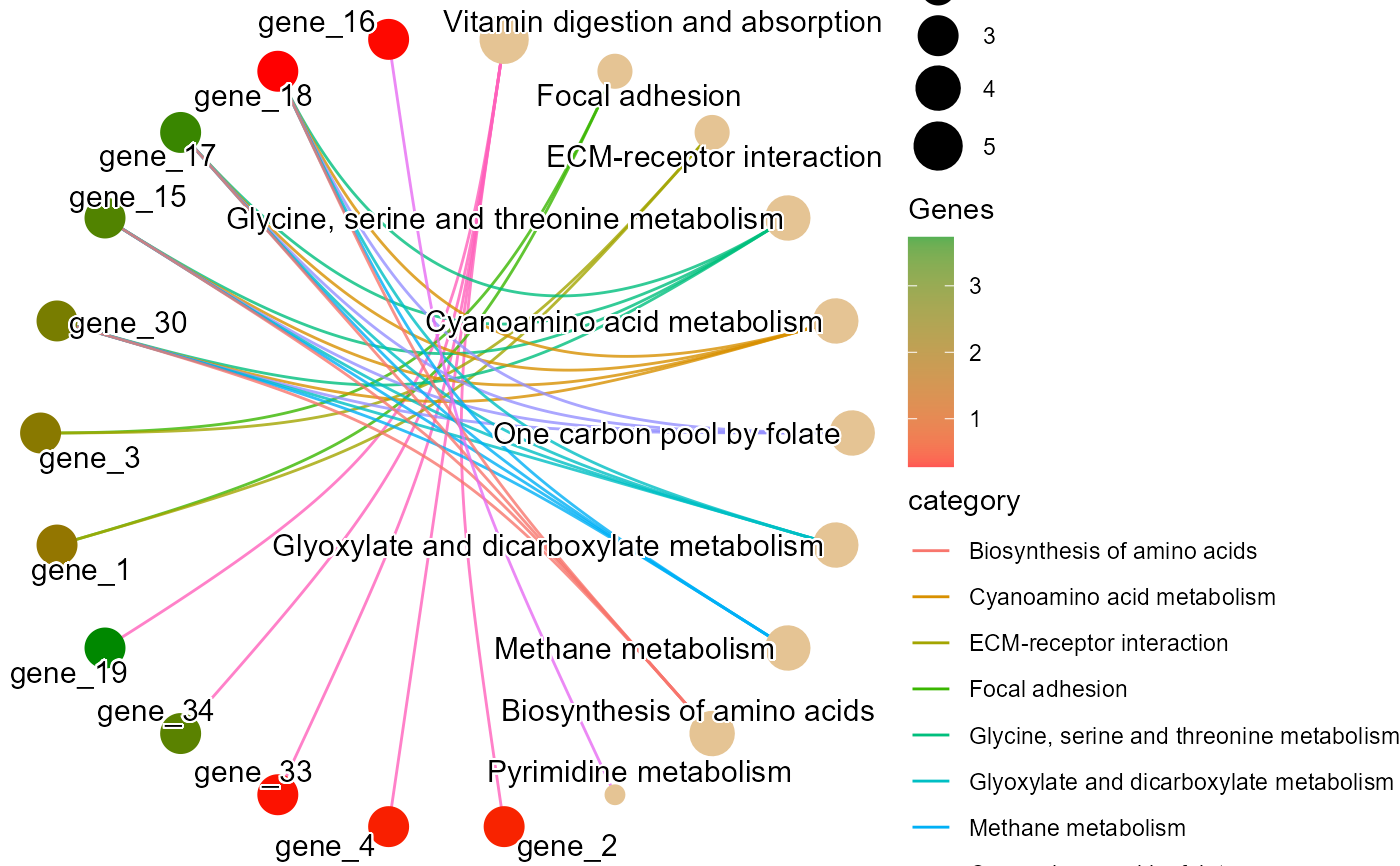 gene_16
Vitamin digestion and absorption
gene_18
Focal adhesion
gene_17
ECM-receptor interaction
gene_15
Glycine, serine and threonine metabolism
gene_30
Cyanoamino acid metabolism
gene_3
One carbon pool by folate
gene_1
Glyoxylate and dicarboxylate metabolism
gene_19
Methane metabolism
gene_34
Biosynthesis of amino acids
gene_33
Pyrimidine metabolism
gene_4
gene_2
3
4
5
Genes
3
2
1
category
Biosynthesis of amino acids
Cyanoamino acid metabolism
ECM-receptor interaction
Focal adhesion
Glycine, serine and threonine metabolism
Glyoxylate and dicarboxylate metabolism
Methane metabolism